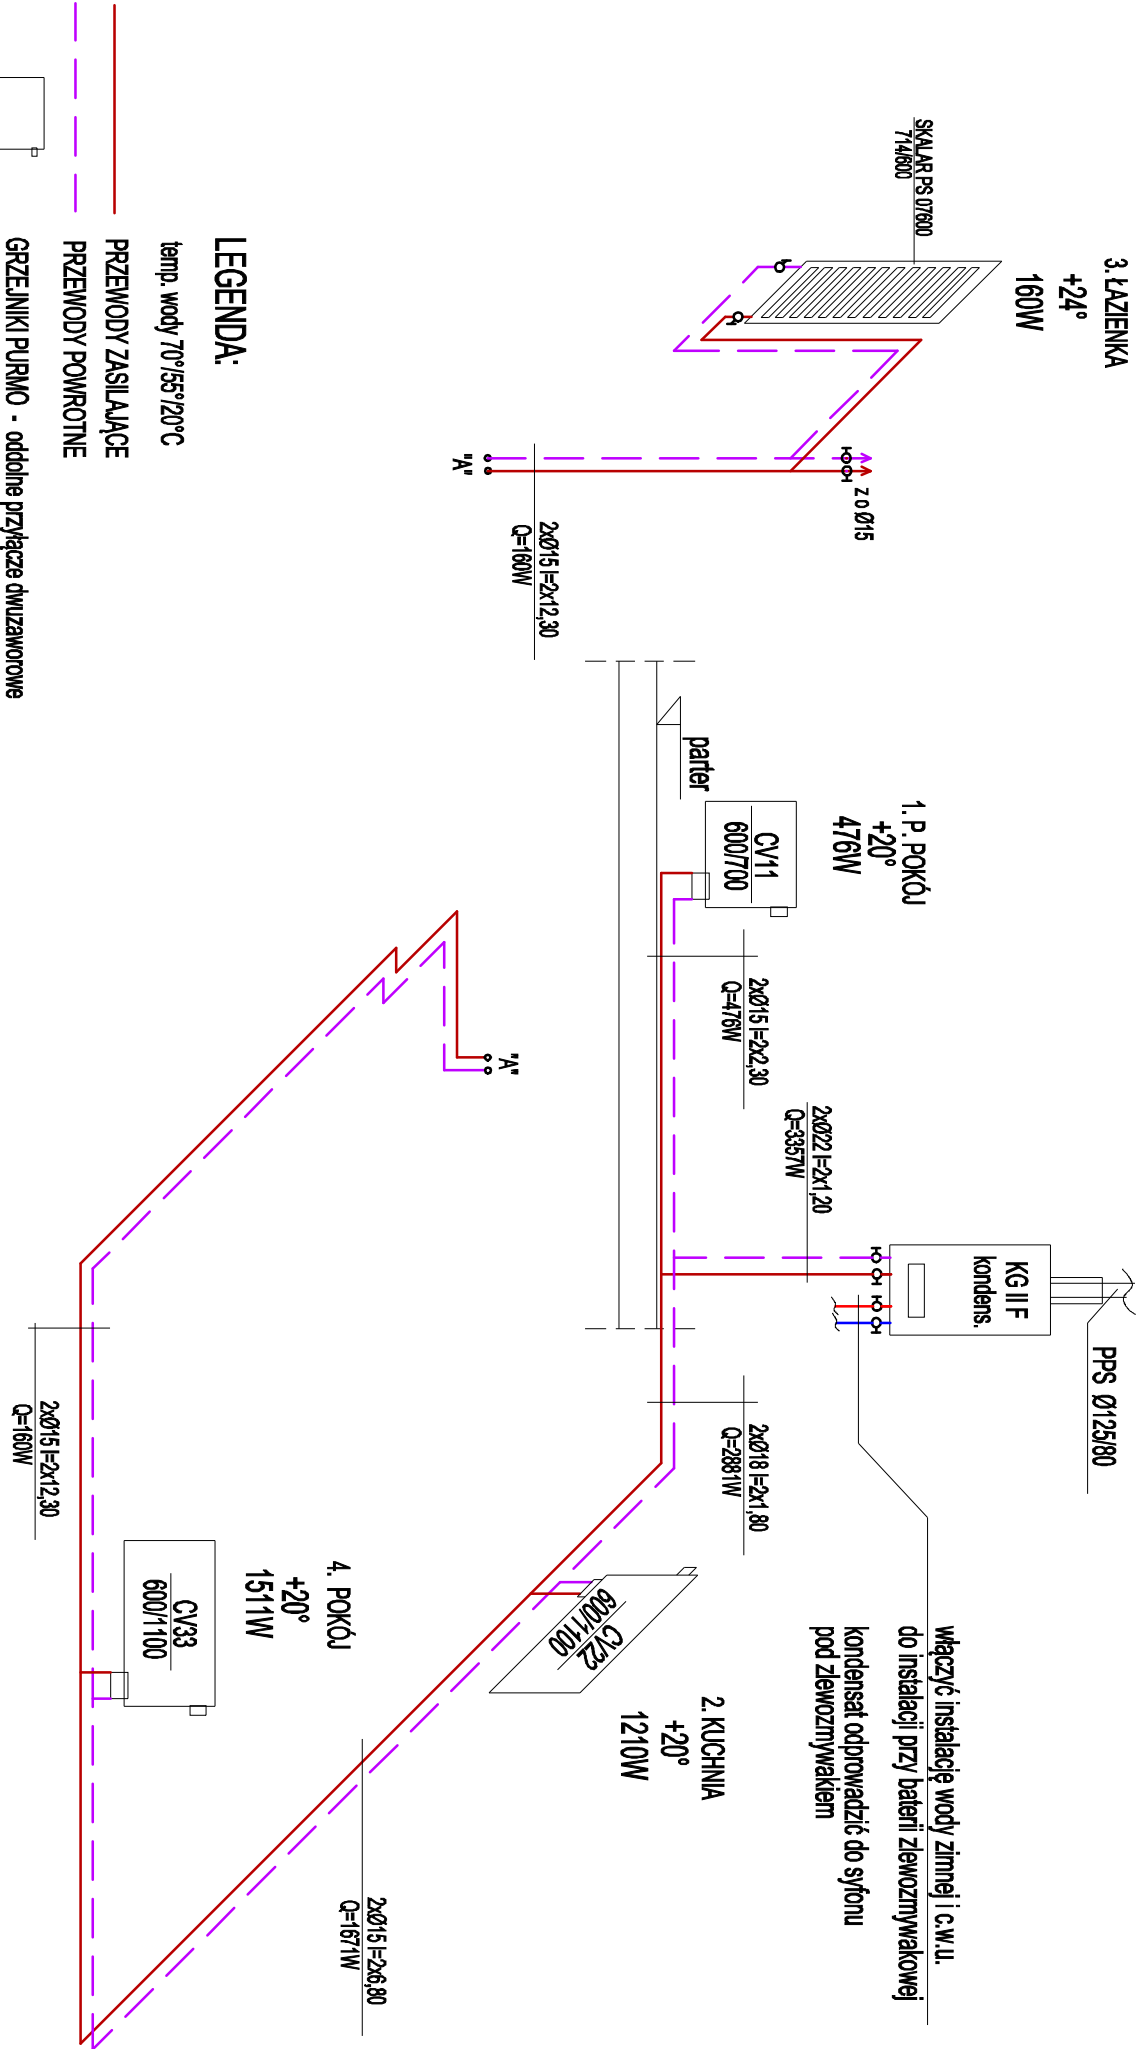 3. ŁAZIENKA
+24°
160W
SKALAR PS 07600
714/600
z o Ø15
"A"
2xØ15 l=2x12,30
Q=160W
parter
1. P. POKÓJ
+20°
476W
CV11
600/700
2xØ15 l=2x2,30
Q=476W
2xØ22 l=2x1,20
Q=3357W
KG II F
kondens.
PPS Ø125/80
włączyć instalację wody zimnej i c.w.u.
do instalacji przy baterii zlewozmywakowej
kondensat odprowadzić do syfonu
pod zlewozmywakiem
2xØ18 l=2x1,80
Q=2881W
2. KUCHNIA
+20°
1210W
CV22
600/1100
"A"
4. POKÓJ
+20°
1511W
CV33
600/1100
2xØ15 l=2x12,30
Q=160W
2xØ15 l=2x6,80
Q=1671W
LEGENDA:
temp. wody 70°/55°/20°C
PRZEWODY ZASILAJĄCE
PRZEWODY POWROTNE
GRZEJNIKI PURMO - oddolne przyłącze dwuzaworowe